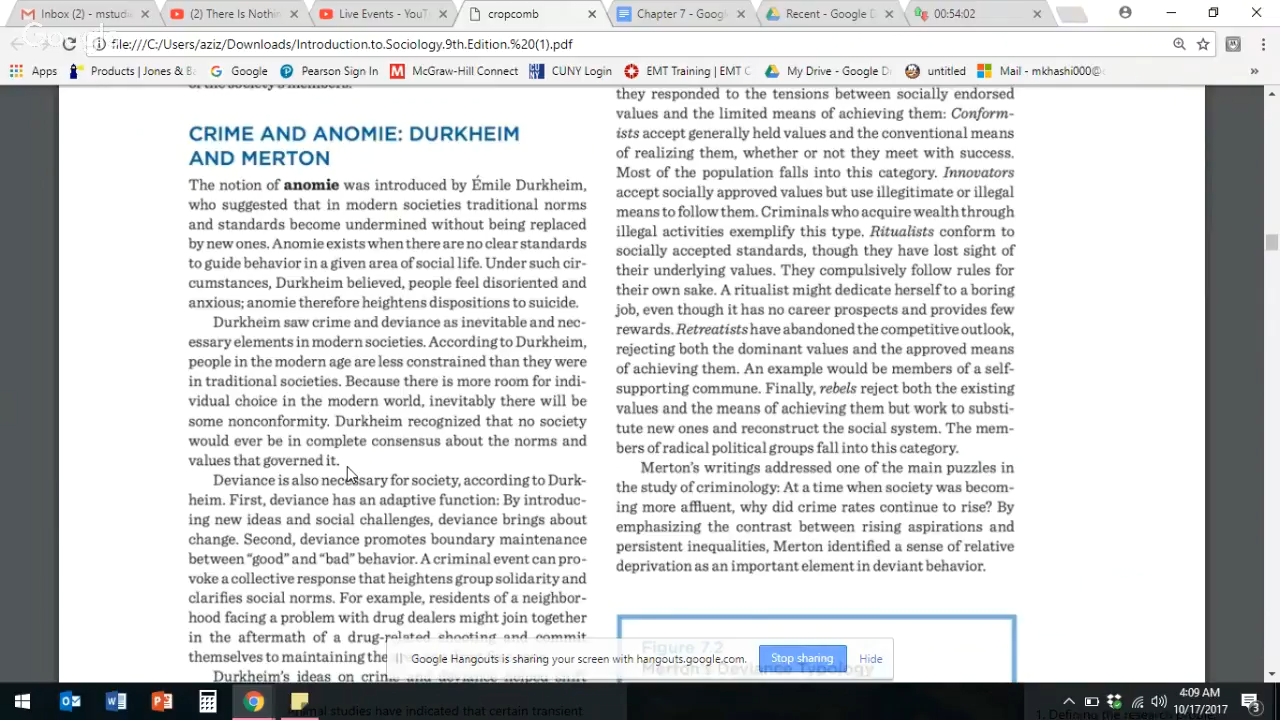 Inbox (2) - mstudie
(2) There Is Nothin
Live Events - YouT
cropcomb
Chapter 7 - Googl
Recent - Google D
00:54:02
file:///C:/Users/aziz/Downloads/Introduction.to.Sociology.9th.Edition.%20(1).pdf
Apps
Products | Jones & Ba
Google
Pearson Sign In
McGraw-Hill Connect
CUNY Login
EMT Training | EMT C
My Drive - Google Dr
untitled
Mail - mkhashi000@c
»
of the society's members.
CRIME AND ANOMIE: DURKHEIM
AND MERTON
The notion of anomie was introduced by Émile Durkheim,
who suggested that in modern societies traditional norms
and standards become undermined without being replaced
by new ones. Anomie exists when there are no clear standards
to guide behavior in a given area of social life. Under such cir-
cumstances, Durkheim believed, people feel disoriented and
anxious; anomie therefore heightens dispositions to suicide.
Durkheim saw crime and deviance as inevitable and nec-
essary elements in modern societies. According to Durkheim,
people in the modern age are less constrained than they were
in traditional societies. Because there is more room for indi-
vidual choice in the modern world, inevitably there will be
some nonconformity. Durkheim recognized that no society
would ever be in complete consensus about the norms and
values that governed it.
Deviance is also necessary for society, according to Durk-
heim. First, deviance has an adaptive function: By introduc-
ing new ideas and social challenges, deviance brings about
change. Second, deviance promotes boundary maintenance
between "good" and "bad" behavior. A criminal event can pro-
voke a collective response that heightens group solidarity and
clarifies social norms. For example, residents of a neighbor-
hood facing a problem with drug dealers might join together
in the aftermath of a drug-related shooting and commit
themselves to maintaining the
Durkheim's ideas on crime and deviance helped shift
they responded to the tensions between socially endorsed
values and the limited means of achieving them: Conform-
ists accept generally held values and the conventional means
of realizing them, whether or not they meet with success.
Most of the population falls into this category. Innovators
accept socially approved values but use illegitimate or illegal
means to follow them. Criminals who acquire wealth through
illegal activities exemplify this type. Ritualists conform to
socially accepted standards, though they have lost sight of
their underlying values. They compulsively follow rules for
their own sake. A ritualist might dedicate herself to a boring
job, even though it has no career prospects and provides few
rewards. Retreatists have abandoned the competitive outlook,
rejecting both the dominant values and the approved means
of achieving them. An example would be members of a self-
supporting commune. Finally, rebels reject both the existing
values and the means of achieving them but work to substi-
tute new ones and reconstruct the social system. The mem-
bers of radical political groups fall into this category.
Merton's writings addressed one of the main puzzles in
the study of criminology: At a time when society was becom-
ing more affluent, why did crime rates continue to rise? By
emphasizing the contrast between rising aspirations and
persistent inequalities, Merton identified a sense of relative
deprivation as an important element in deviant behavior.
Figure 7.2
Merton's Deviance Typology
Google Hangouts is sharing your screen with hangouts.google.com.
Stop sharing
Hide
4:09 AM
10/17/2017
3